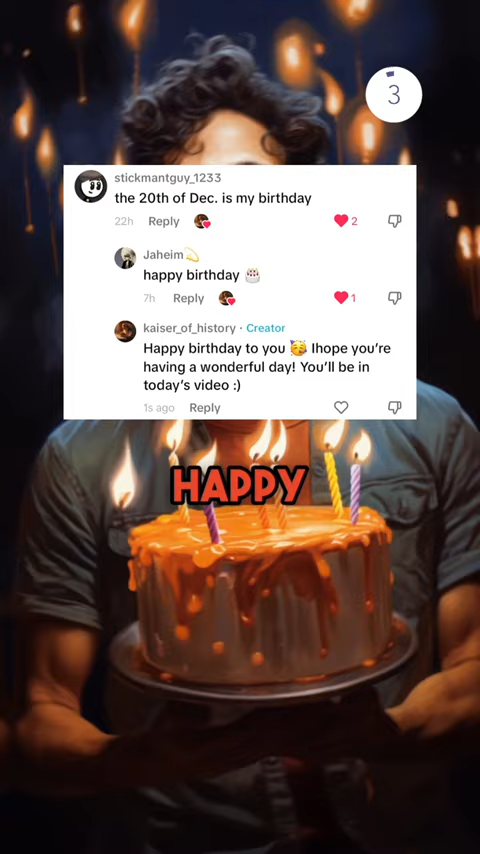 3
stickmantguy_1233
the 20th of Dec. is my birthday
22h Reply 2
Jaheim💫
happy birthday 🎂
7h Reply 1
kaiser_of_history · Creator
Happy birthday to you 🥳 Ihope you're
having a wonderful day! You'll be in
today's video :)
1s ago Reply
HAPPY